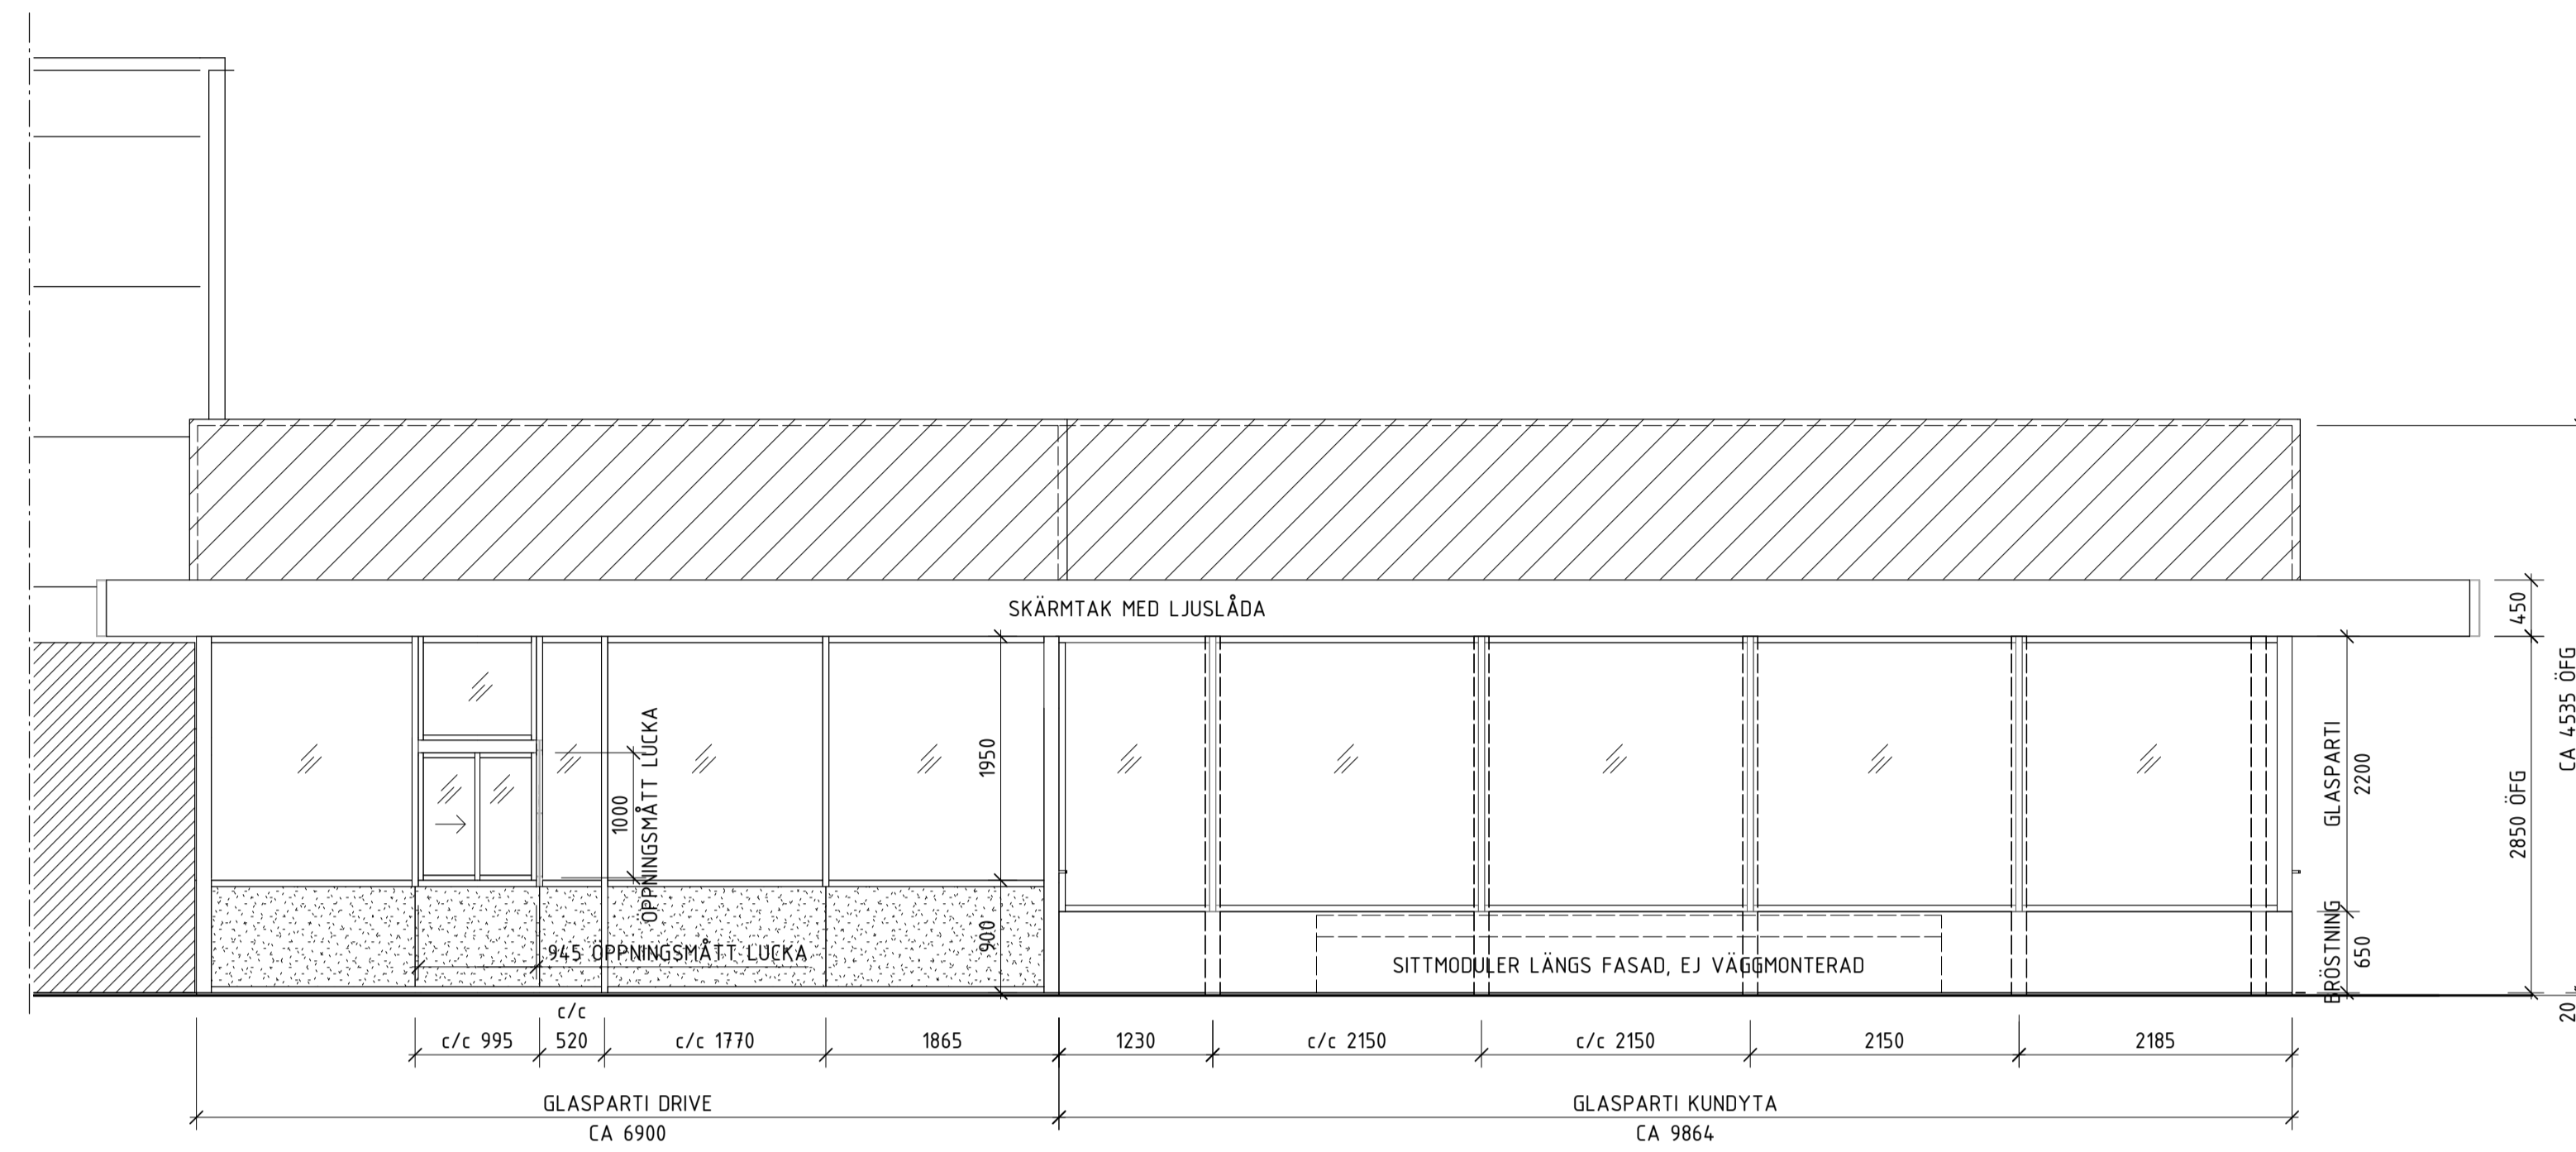 SKÄRMTAK MED LJUSLÅDA
450
CA 4535 ÖFG
2850 ÖFG
GLASPARTI
2200
BRÖSTNING
650
20
1950
900
1000
ÖPPNINGSMÅTT LUCKA
945 ÖPPNINGSMÅTT LUCKA
SITTMODULER LÄNGS FASAD, EJ VÄGGMONTERAD
c/c 995
c/c
520
c/c 1770
1865
1230
c/c 2150
c/c 2150
2150
2185
GLASPARTI DRIVE
CA 6900
GLASPARTI KUNDYTA
CA 9864